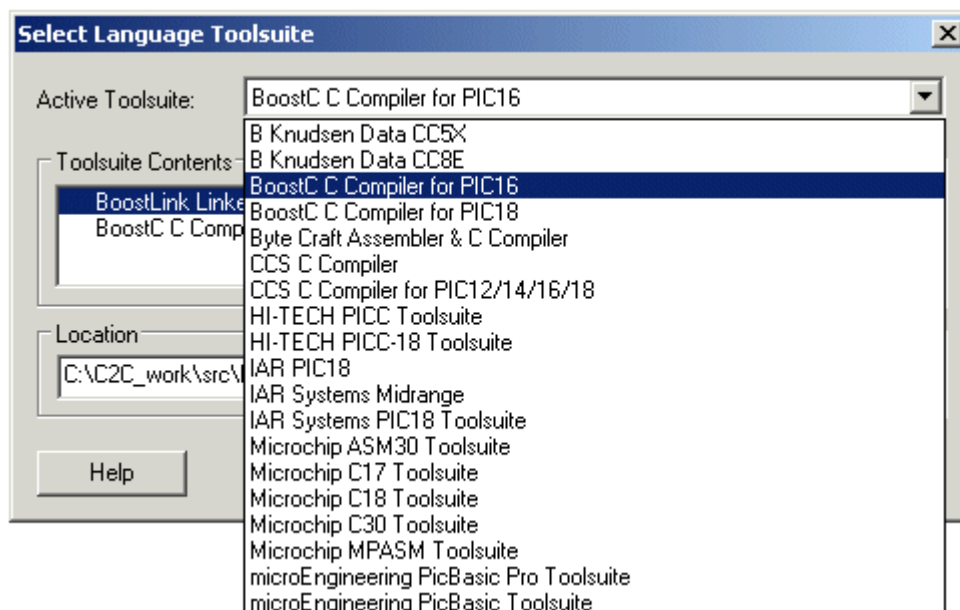 Select Language Toolsuite
Active Toolsuite:
BoostC C Compiler for PIC16
B Knudsen Data CC5X
B Knudsen Data CC8E
BoostC C Compiler for PIC16
BoostC C Compiler for PIC18
Byte Craft Assembler & C Compiler
CCS C Compiler
CCS C Compiler for PIC12/14/16/18
HI-TECH PICC Toolsuite
HI-TECH PICC-18 Toolsuite
IAR PIC18
IAR Systems Midrange
IAR Systems PIC18 Toolsuite
Microchip ASM30 Toolsuite
Microchip C17 Toolsuite
Microchip C18 Toolsuite
Microchip C30 Toolsuite
Microchip MPASM Toolsuite
microEngineering PicBasic Pro Toolsuite
microEngineering PicBasic Toolsuite
Toolsuite Contents
BoostLink Linke
BoostC C Comp
Location
C:\C2C_work\src\
Help